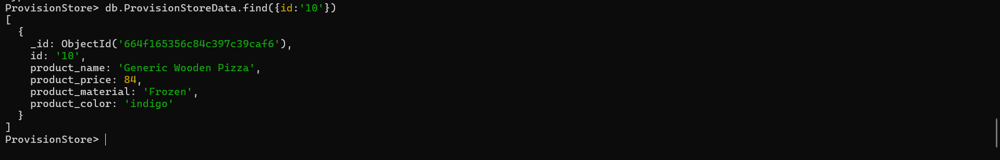 ProvisionStore> db.ProvisionStoreData.find({id:'10'})
[
  {
    _id: ObjectId('664f165356c84c397c39caf6'),
    id: '10',
    product_name: 'Generic Wooden Pizza',
    product_price: 84,
    product_material: 'Frozen',
    product_color: 'indigo'
  }
]
ProvisionStore>